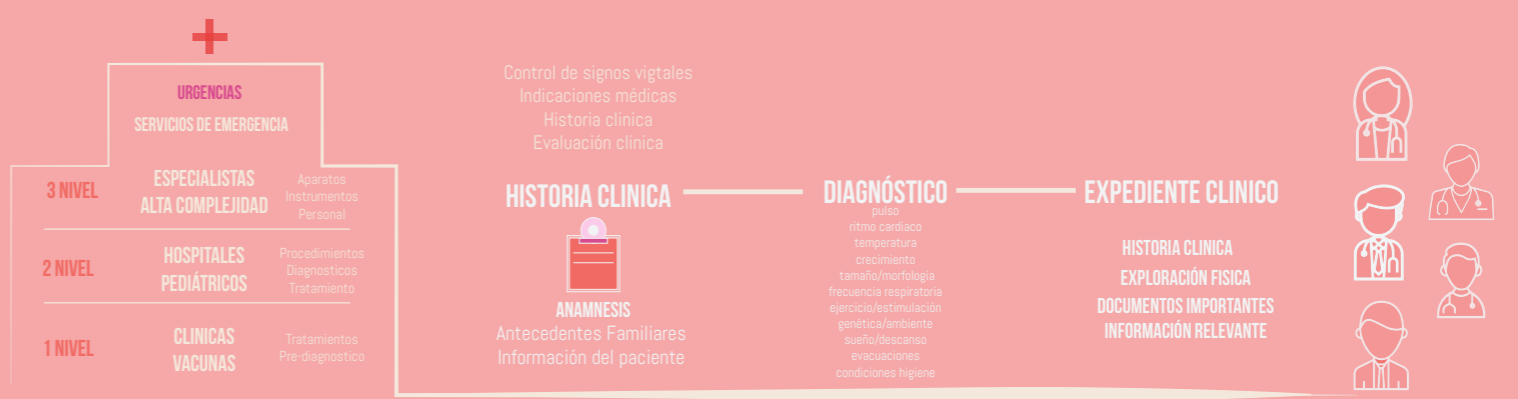 URGENCIAS
SERVICIOS DE EMERGENCIA
3 NIVEL
ESPECIALISTAS
ALTA COMPLEJIDAD
Aparatos
Instrumentos
Personal
2 NIVEL
HOSPITALES
PEDIÁTRICOS
Procedimientos
Diagnosticos
Tratamiento
1 NIVEL
CLINICAS
VACUNAS
Tratamientos
Pre-diagnostico
Control de signos vigtales
Indicaciones médicas
Historia clinica
Evaluación clinica
HISTORIA CLINICA
ANAMNESIS
Antecedentes Familiares
Información del paciente
DIAGNÓSTICO
pulso
ritmo cardiaco
temperatura
crecimiento
tamaño/morfologia
frecuencia respiratoria
ejercicio/estimulación
genética/ambiente
sueño/descanso
evacuaciones
condiciones higiene
EXPEDIENTE CLINICO
HISTORIA CLINICA
EXPLORACIÓN FISICA
DOCUMENTOS IMPORTANTES
INFORMACIÓN RELEVANTE